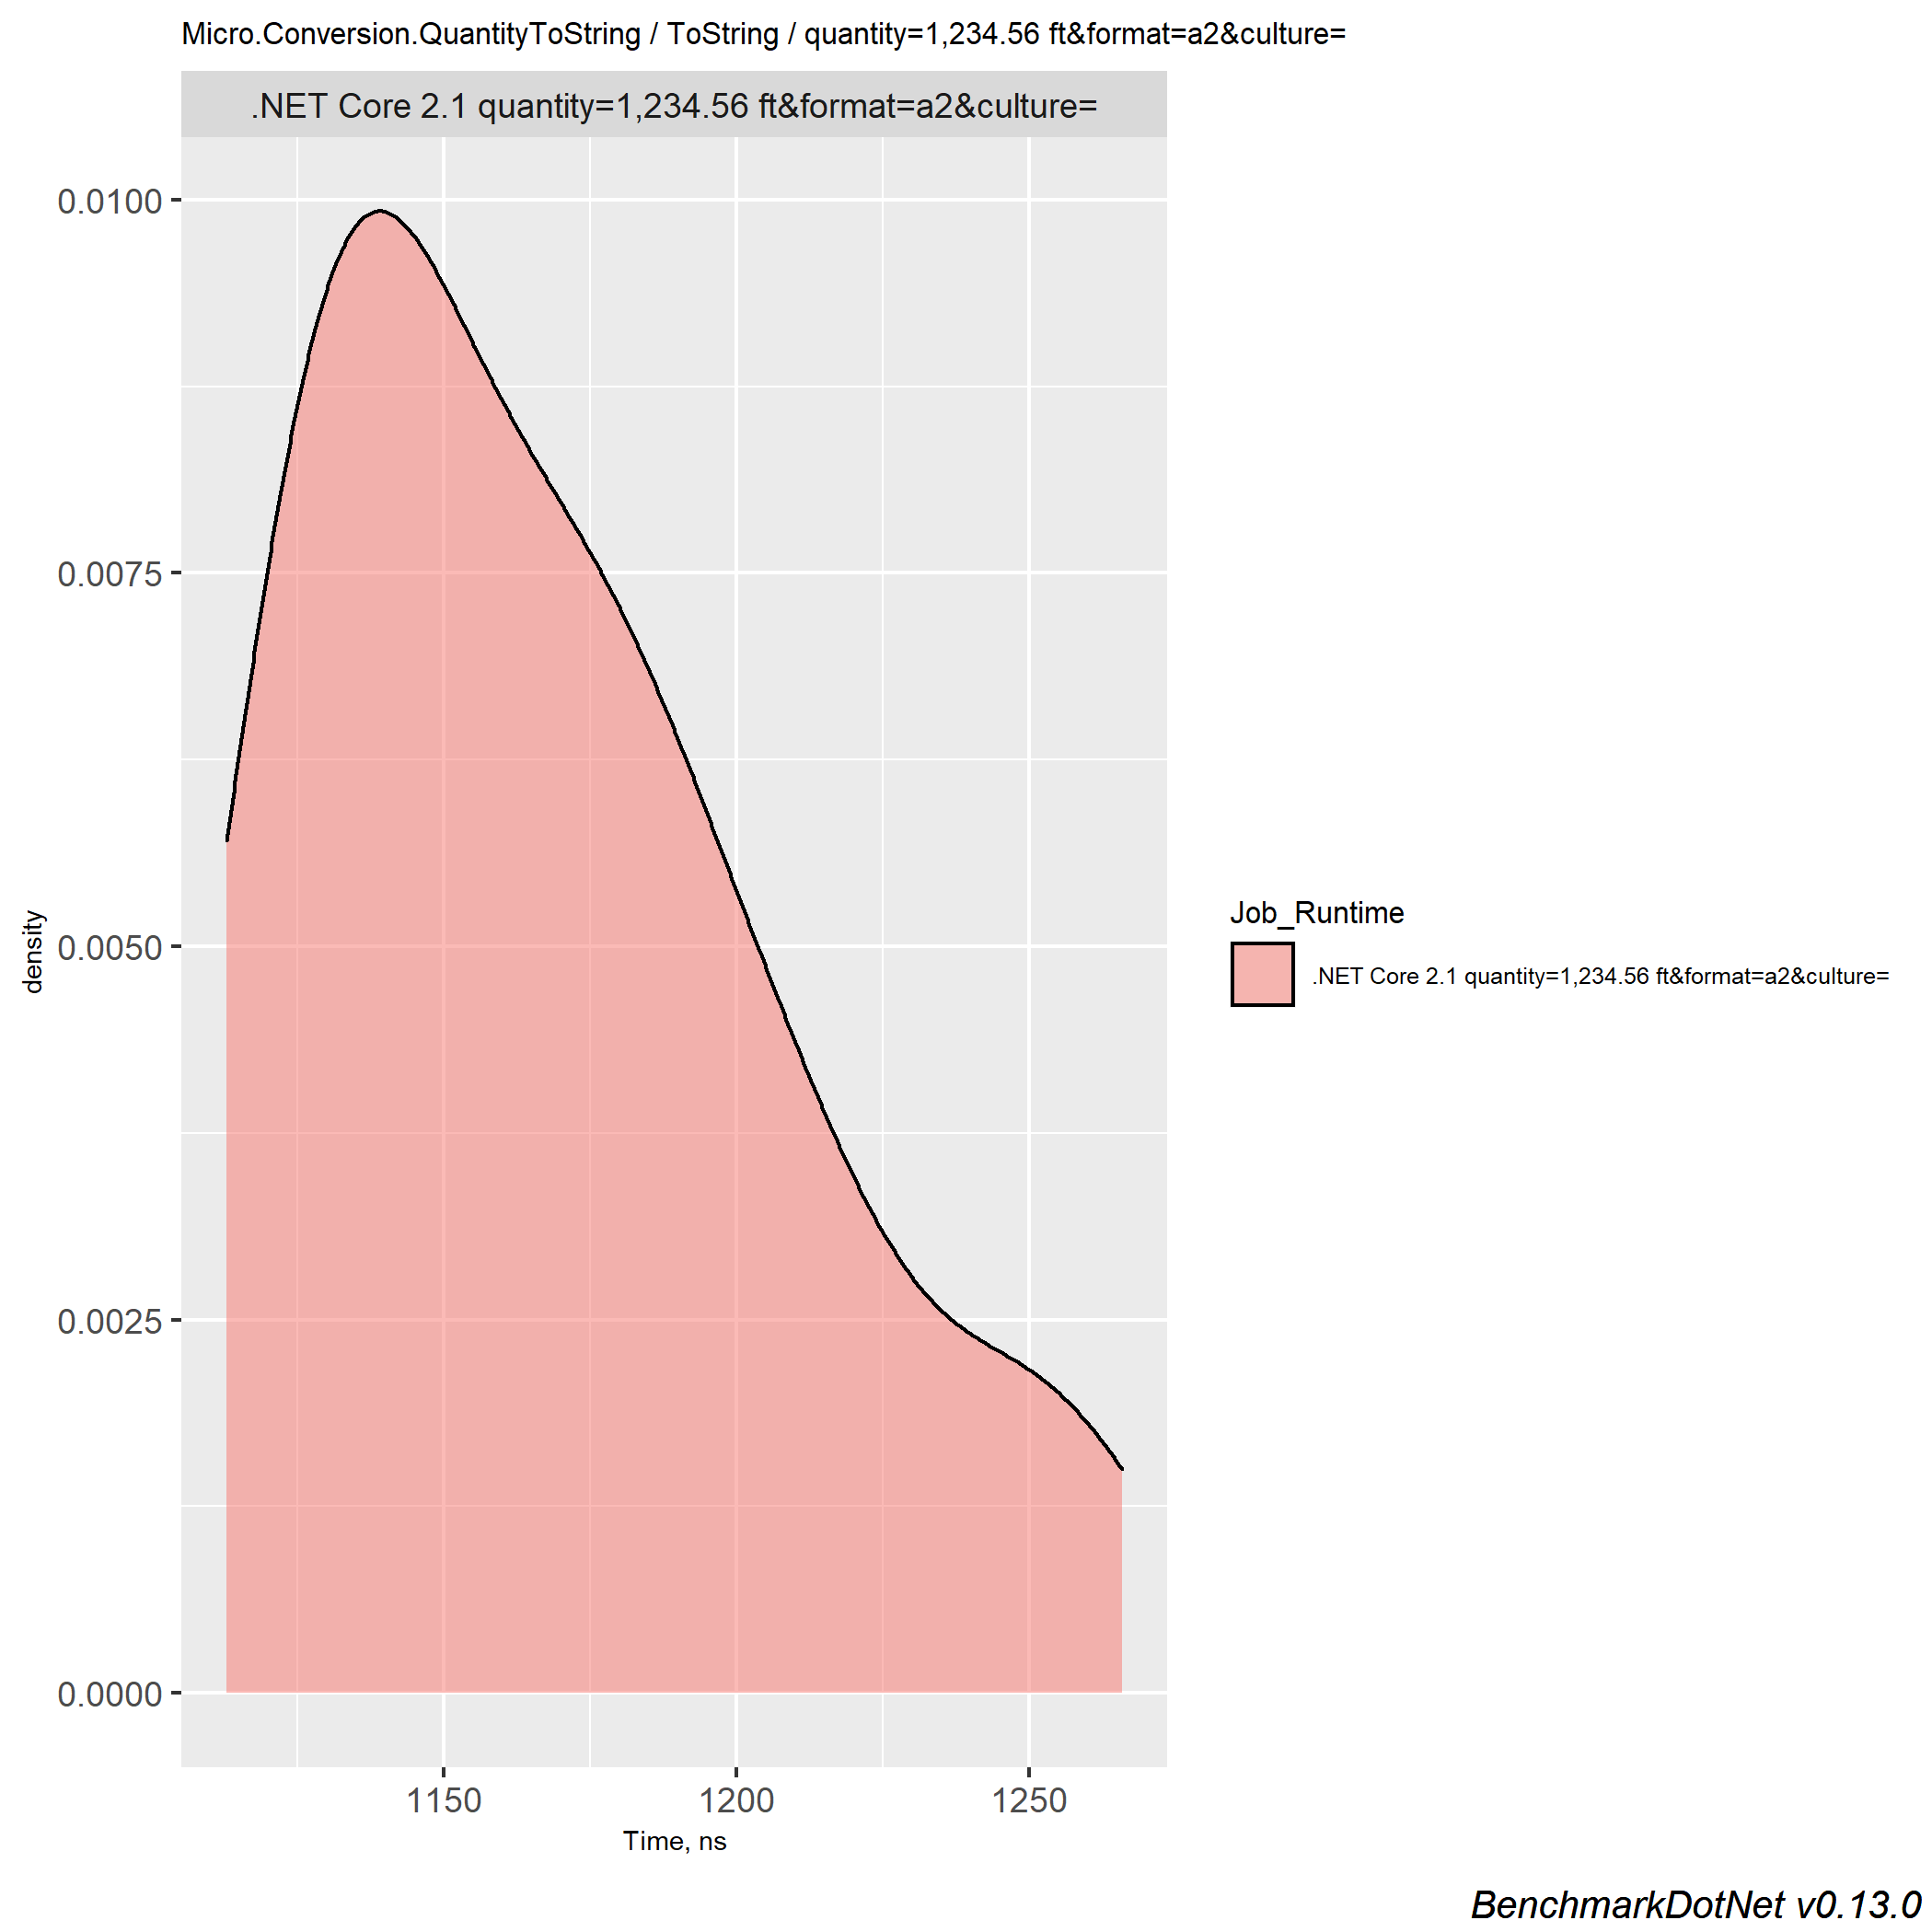 Micro.Conversion.QuantityToString / ToString / quantity=1,234.56 ft&format=a2&culture=
.NET Core 2.1 quantity=1,234.56 ft&format=a2&culture=
0.0100
0.0075
0.0050
0.0025
0.0000
density
1150 1200 1250
Time, ns
Job_Runtime
.NET Core 2.1 quantity=1,234.56 ft&format=a2&culture=
BenchmarkDotNet v0.13.0